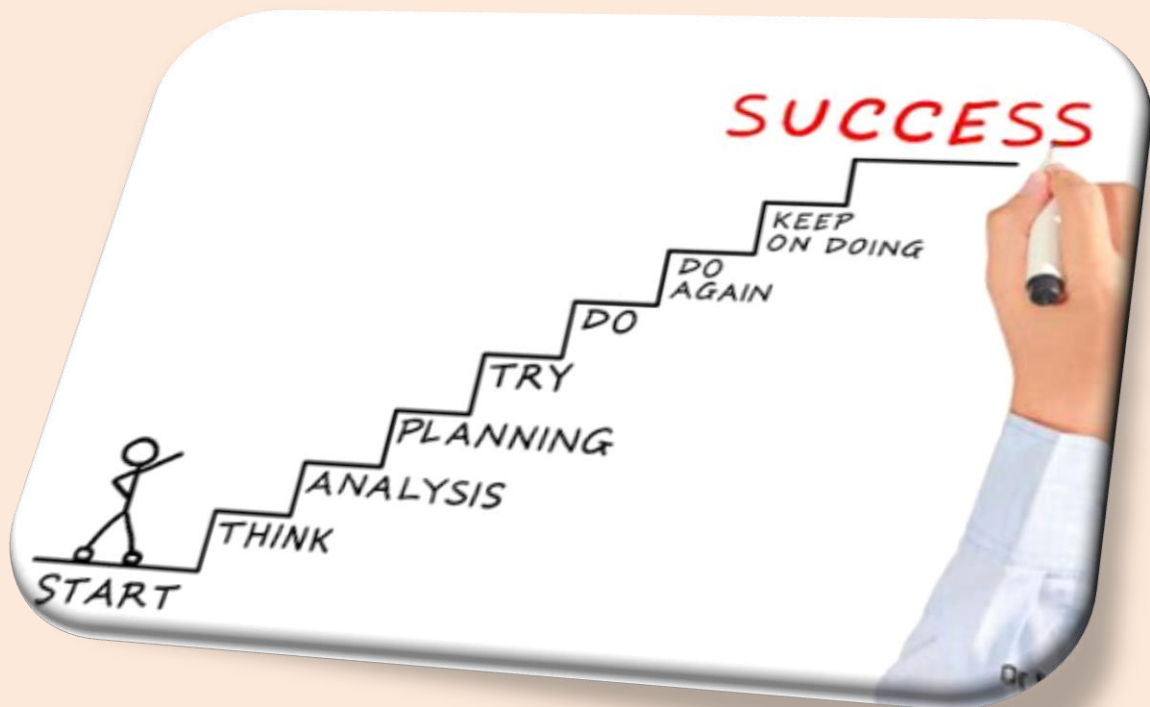 SUCCESS
KEEP
ON DOING
DO
AGAIN
DO
TRY
PLANNING
ANALYSIS
THINK
START